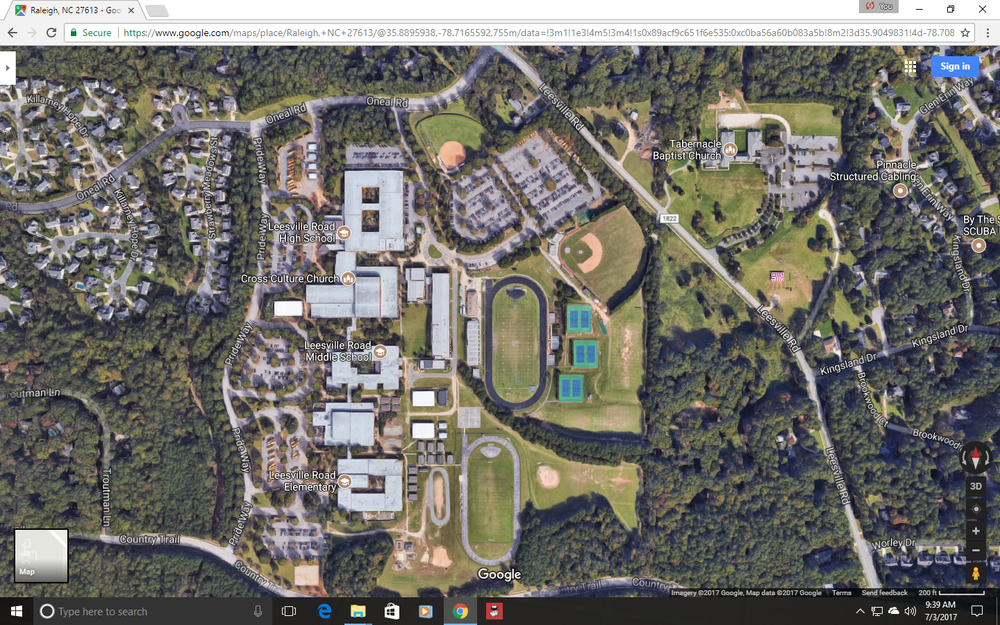 Raleigh, NC 27613 - Goo
You
Secure
https://www.google.com/maps/place/Raleigh,+NC+27613/@35.8895938,-78.7165592,755m/data=!3m1!1e3!4m5!3m4!1s0x89acf9c651f6e535:0xc0ba56a60b083a5b!8m2!3d35.9049831!4d-78.708
Sign in
Killarney Hope Dr
Oneal Rd
Oneal Rd
Leesville Rd
Glen Erin Way
Pride Way
Strawberry Meadows St
Tabernacle
Baptist Church
Pinnacle
Structured Cabling
Oneal Rd
Rd
Killarney Hope Dr
Pride Way
Glen Erin Way
1822
Leesville Road
High School
By The S
SCUBA
Kingsland Dr
Cross Culture Church
Leesville Rd
Pride Way
Leesville Road
Middle School
Kingsland Dr
Kingsland Dr
Troutman Ln
Brookwood Ct
Brookwood
Pride Way
Leesville Road
Elementary
Leesville Rd
3D
Troutman Ln
Pride Way
Country Trail
Worley Dr
Map
Country Trail
Google
Country Trail
Country
Imagery ©2017 Google, Map data ©2017 Google
Terms
Send feedback
200 ft
Type here to search
9:39 AM
7/3/2017